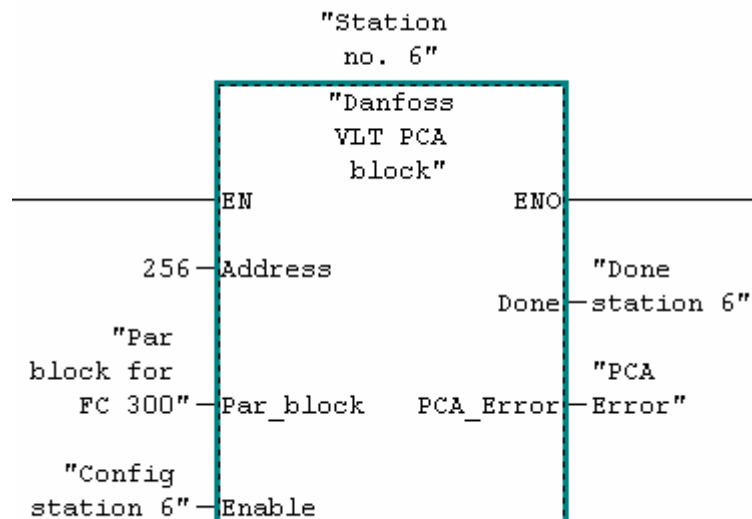 "Station
no. 6"
"Danfoss
VLT PCA
block"
EN ENO
256 Address
"Done
Done station 6"
"Par
block for
FC 300" Par_block
"PCA
PCA_Error Error"
"Config
station 6" Enable